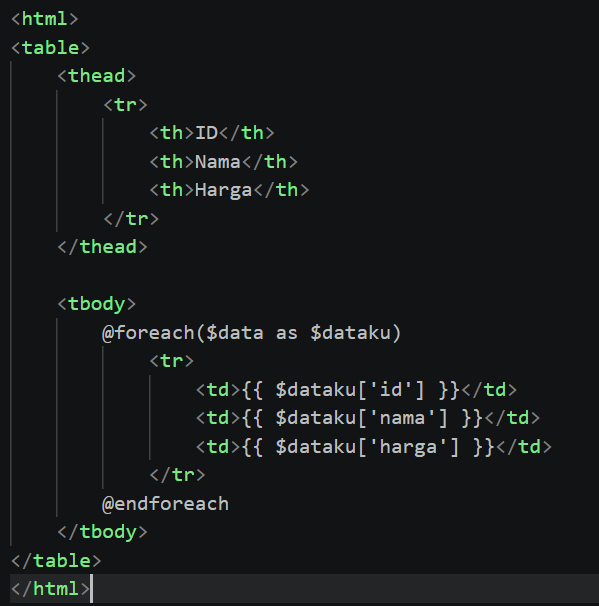 <html>
<table>
    <thead>
        <tr>
            <th>ID</th>
            <th>Nama</th>
            <th>Harga</th>
        </tr>
    </thead>

    <tbody>
        @foreach($data as $dataku)
            <tr>
                <td>{{ $dataku['id'] }}</td>
                <td>{{ $dataku['nama'] }}</td>
                <td>{{ $dataku['harga'] }}</td>
            </tr>
        @endforeach
    </tbody>
</table>
</html>